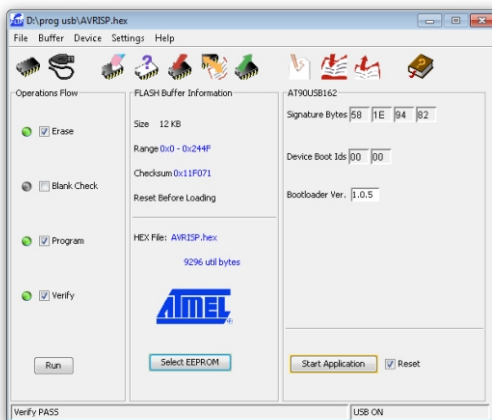 D:\prog usb\AVRISP.hex
File Buffer Device Settings Help
Operations Flow
Erase
Blank Check
Program
Verify
Run
FLASH Buffer Information
Size 12 KB
Range 0x0 - 0x244F
Checksum 0x11F071
Reset Before Loading
HEX File: AVRISP.hex
9296 util bytes
ATMEL
Select EEPROM
AT90USB162
Signature Bytes 58 1E 94 82
Device Boot Ids 00 00
Bootloader Ver. 1.0.5
Start Application Reset
Verify PASS
USB ON